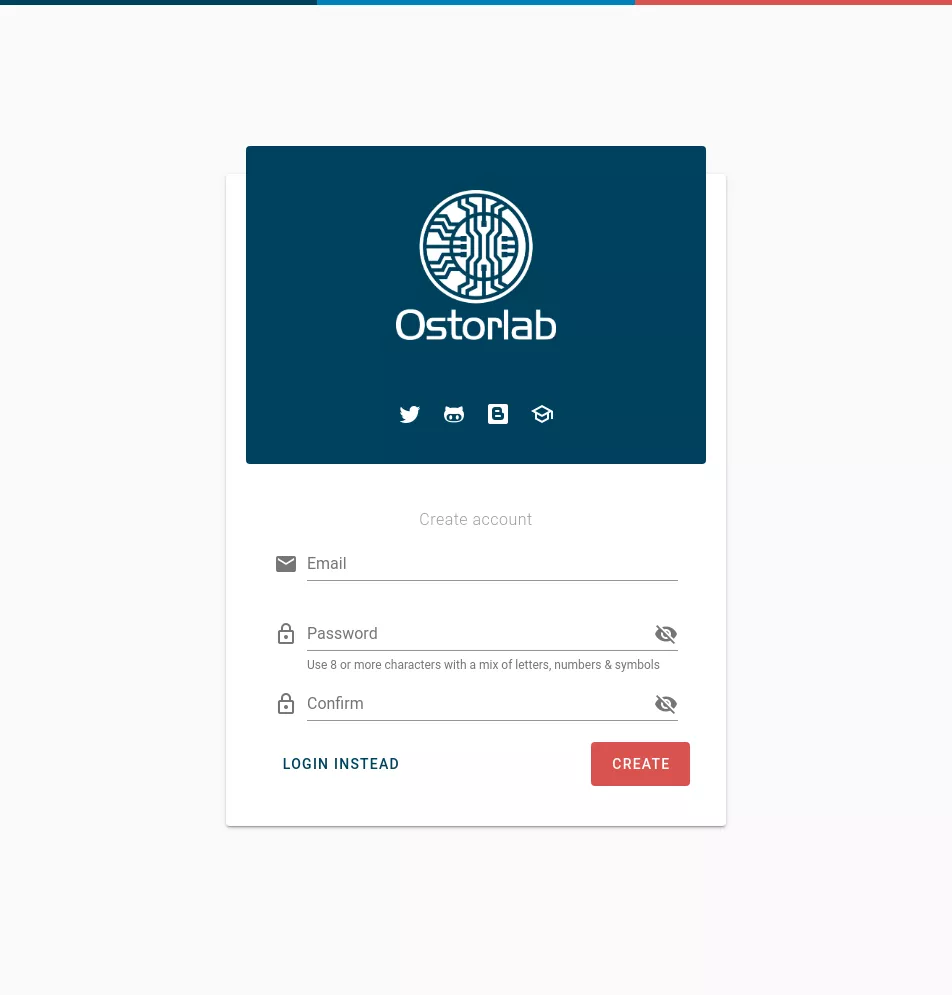 Ostorlab
Create account
Email
Password
Use 8 or more characters with a mix of letters, numbers & symbols
Confirm
LOGIN INSTEAD
CREATE